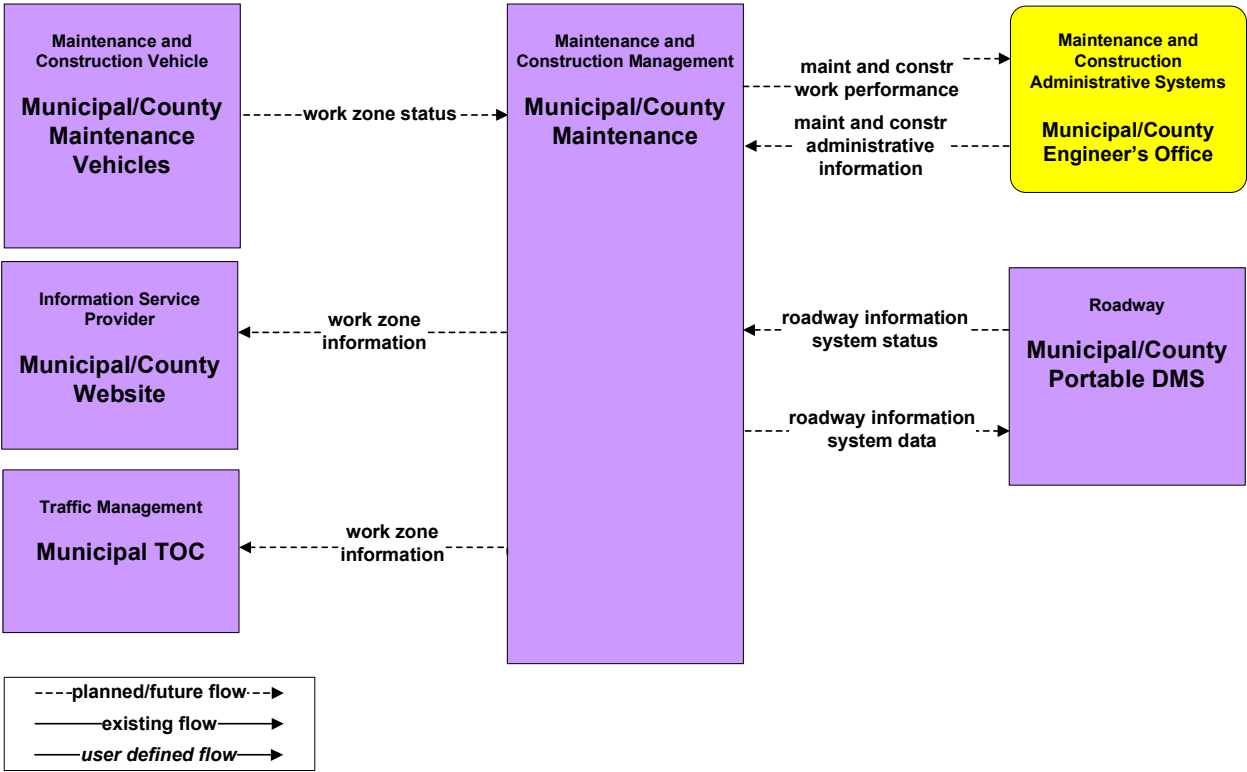 Maintenance and
Construction Vehicle
Municipal/County
Maintenance
Vehicles
work zone status
Maintenance and
Construction Management
Municipal/County
Maintenance
maint and constr
work performance
maint and constr
administrative
information
Maintenance and
Construction
Administrative Systems
Municipal/County
Engineer's Office
Information Service
Provider
Municipal/County
Website
work zone
information
roadway information
system status
roadway information
system data
Roadway
Municipal/County
Portable DMS
Traffic Management
Municipal TOC
work zone
information
planned/future flow
existing flow
user defined flow